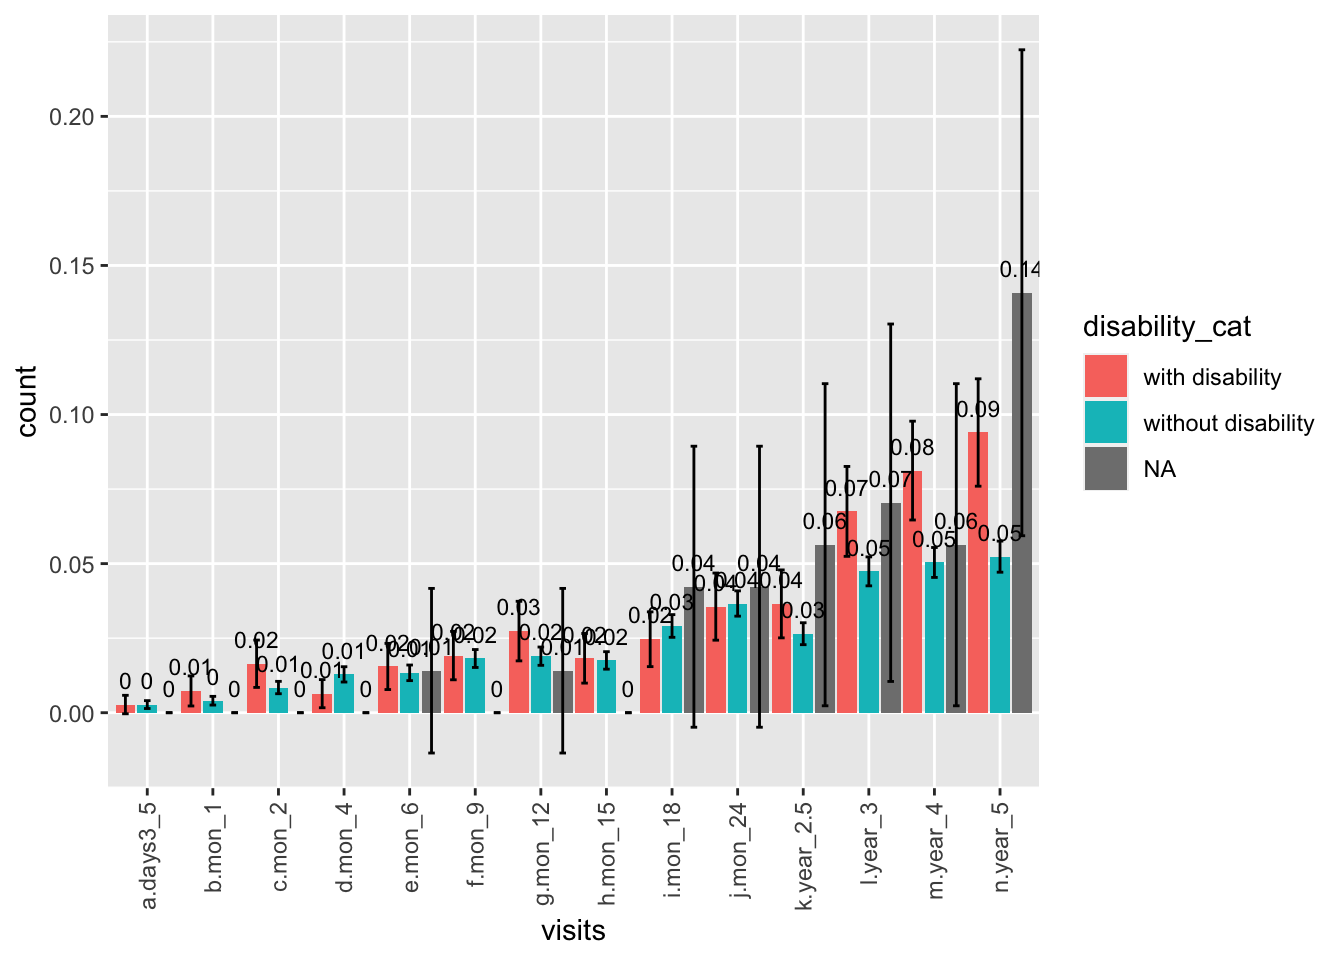 0.20
0.15
0.10
0.05
0.00
count
0 0 0
0.01 0 0
0.02 0.01 0
0.01 0.01 0
0.02 0.01 0.01
0.02 0.02 0
0.03 0.02 0.01
0.02 0.02 0
0.02 0.03 0.04
0.04 0.04 0.04
0.04 0.03 0.06
0.07 0.05 0.07
0.08 0.05 0.06
0.09 0.05 0.14
a.days3_5
b.mon_1
c.mon_2
d.mon_4
e.mon_6
f.mon_9
g.mon_12
h.mon_15
i.mon_18
j.mon_24
k.year_2.5
l.year_3
m.year_4
n.year_5
visits
disability_cat
with disability
without disability
NA